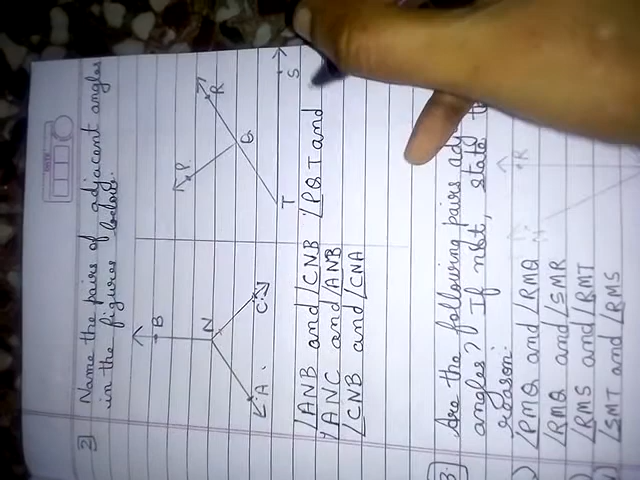 2) Name the pairs of adjacent angles
in the figures below.
B
N
A
C
P
R
Q
T
S
∠ANB and ∠CNB
∠ANC and ∠ANB
∠CNB and ∠CNA
∠PQT and
3. Are the following pairs adj
angles? If not, state t
reason.
∠PMQ and ∠RMQ
∠RMQ and ∠SMR
∠RMS and ∠RMT
∠SMT and ∠RMS
R